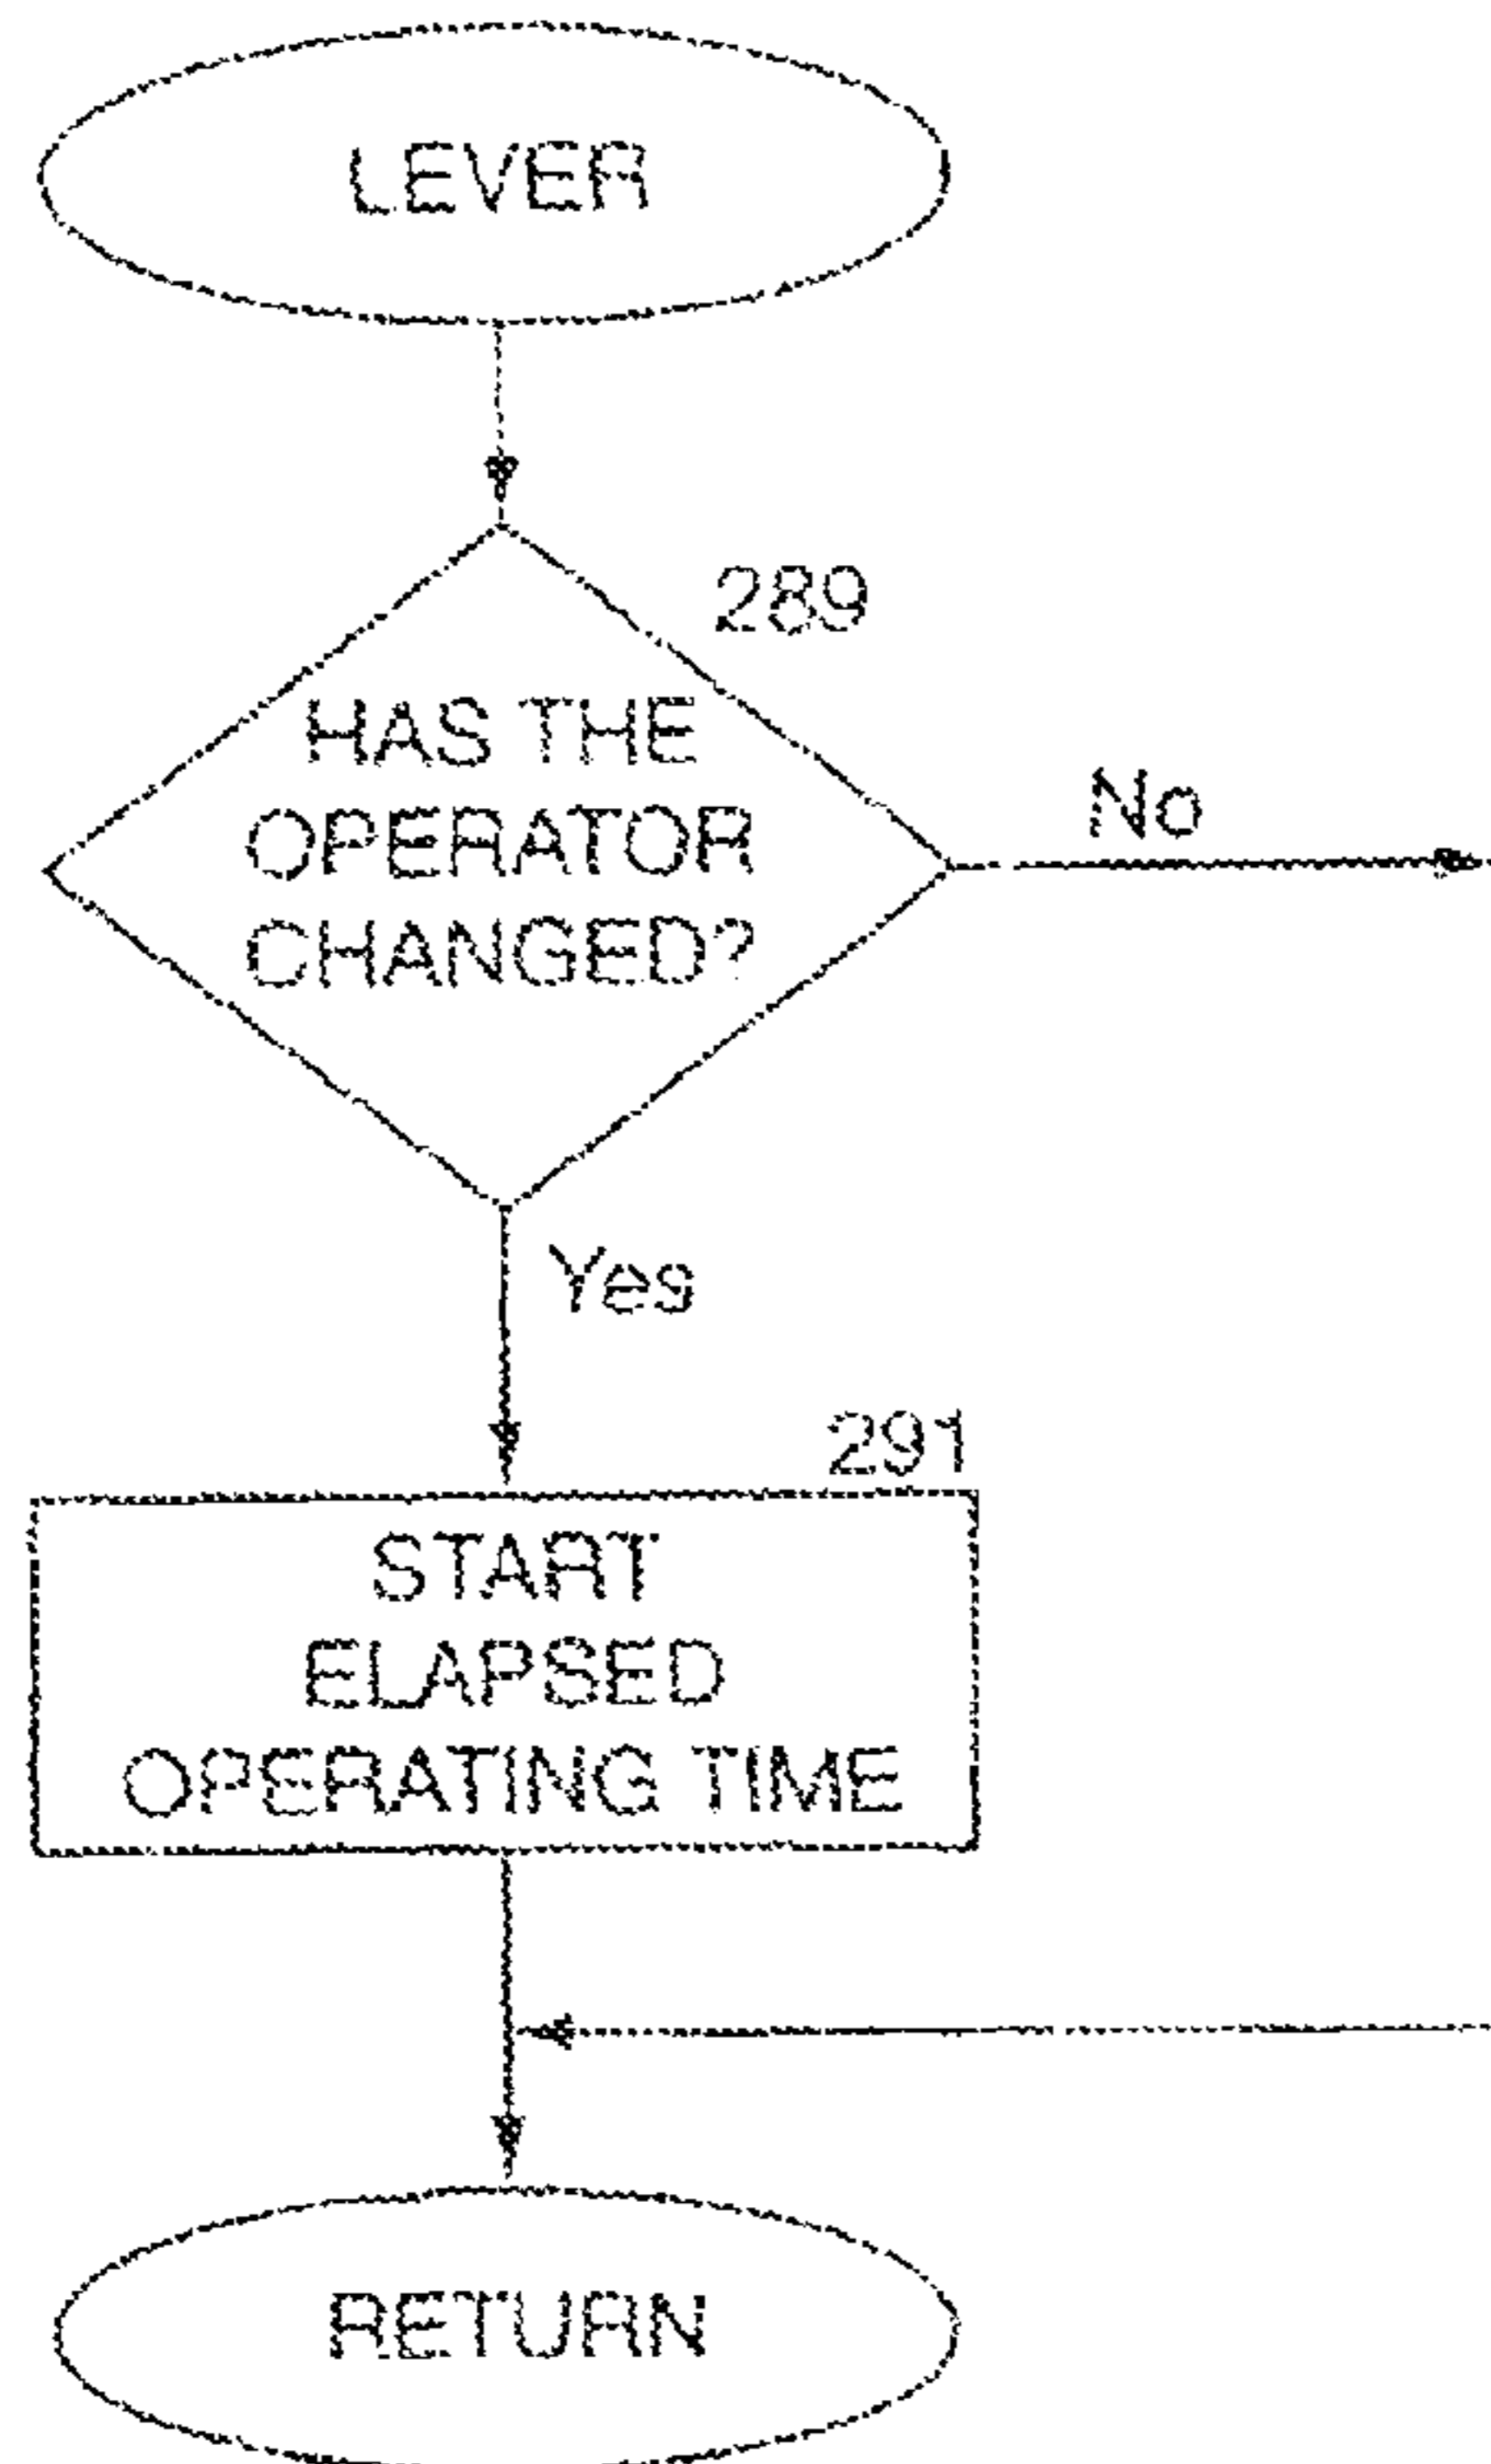 LEVER
289
HAS THE
OPERATOR
CHANGED?
No
Yes
291
START
ELAPSED
OPERATING TIME
RETURN